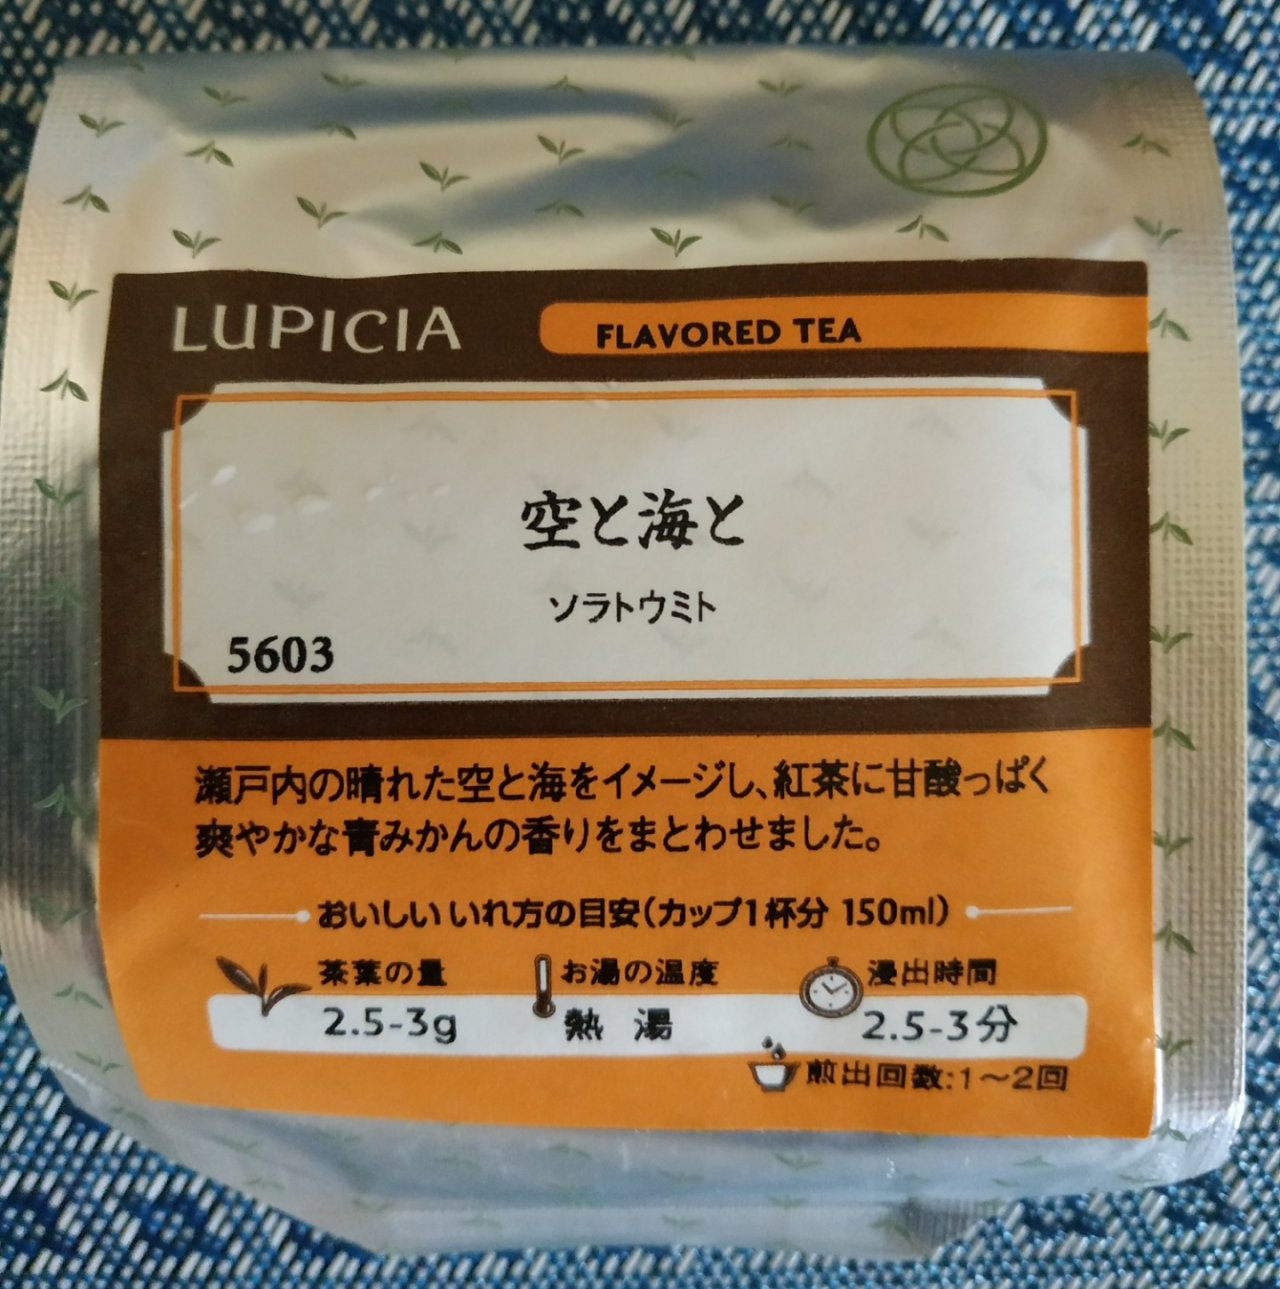 LUPICIA
FLAVORED TEA
空と海と
ソラトウミト
5603
瀬戸内の晴れた空と海をイメージし、紅茶に甘酸っぱく
爽やかな青みかんの香りをまとわせました。
おいしいいれ方の目安(カップ1杯分 150ml)
茶葉の量 お湯の温度 浸出時間
2.5-3g 熱 湯 2.5-3分
煎出回数:1～2回